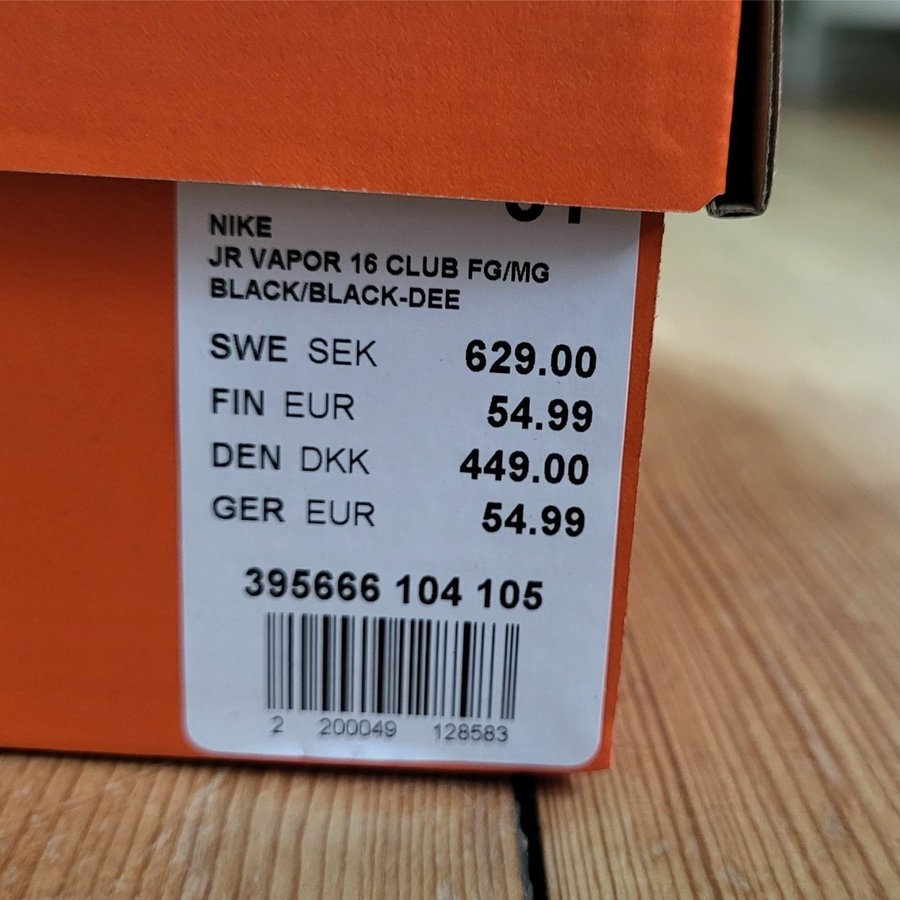 NIKE
JR VAPOR 16 CLUB FG/MG
BLACK/BLACK-DEE
SWE SEK 629.00
FIN EUR 54.99
DEN DKK 449.00
GER EUR 54.99
395666 104 105
2 200049 128583